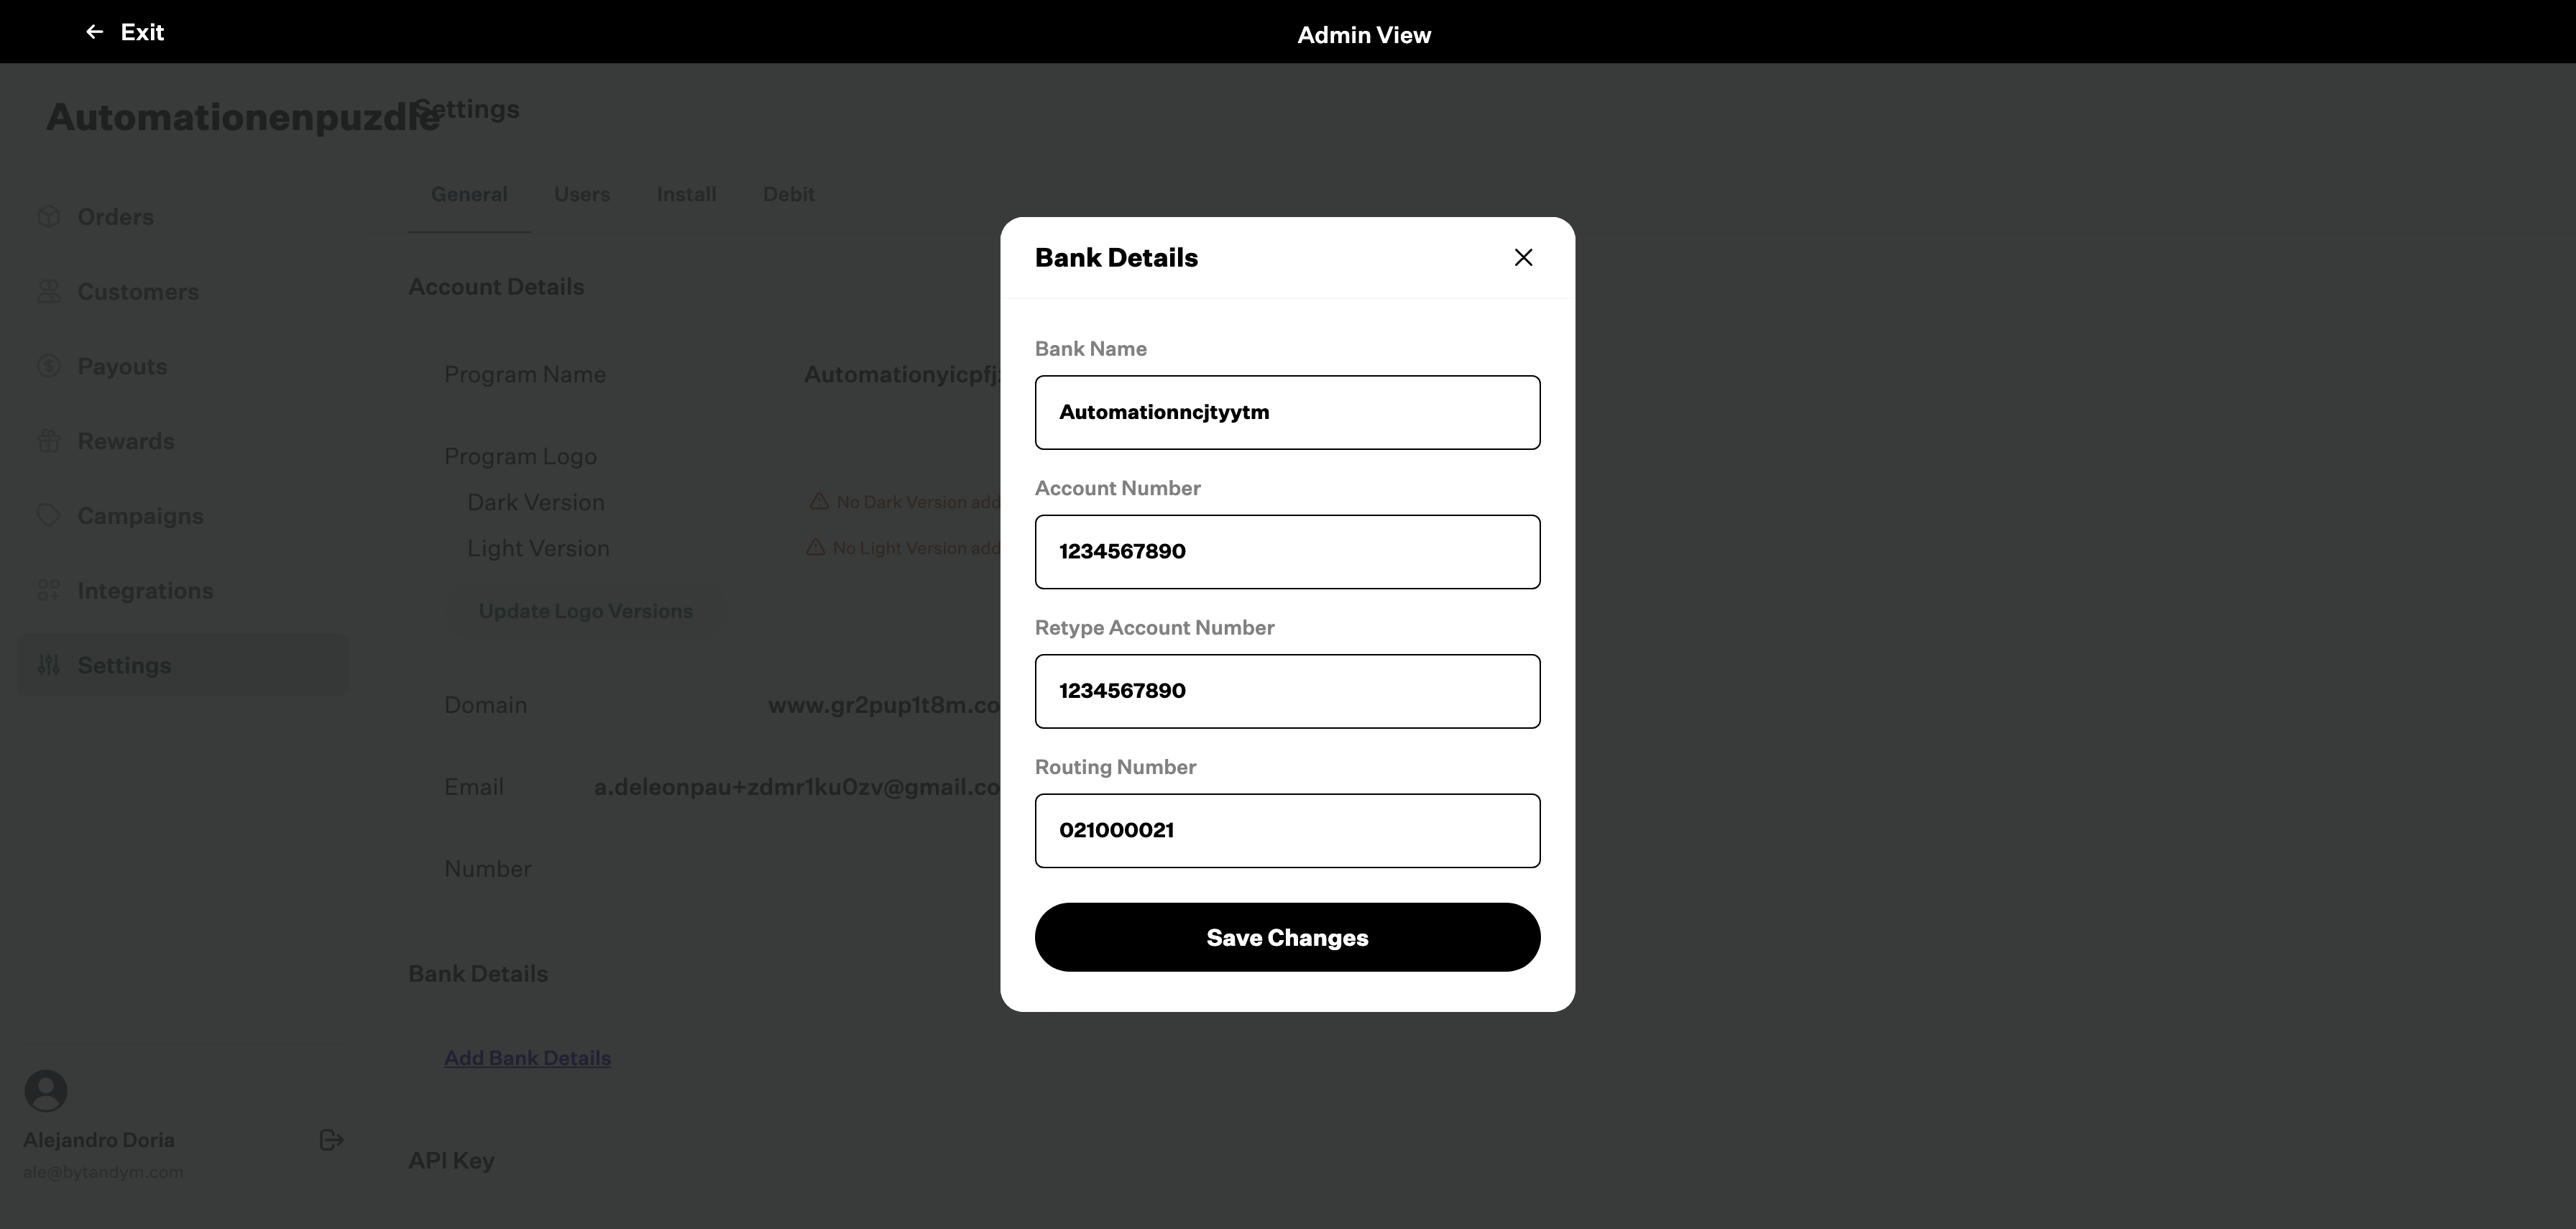 Exit
Admin View
Automationenpuzdle
Settings
Orders
Customers
Payouts
Rewards
Campaigns
Integrations
Settings
Alejandro Doria
ale@bytandym.com
General Users Install Debit
Account Details
Program Name Automationyicpfj
Program Logo
Dark Version No Dark Version add
Light Version No Light Version add
Update Logo Versions
Domain www.gr2pup1t8m.co
Email a.deleonpau+zdmr1ku0zv@gmail.co
Number
Bank Details
Add Bank Details
API Key
Bank Details
Bank Name
Automationncjtyytm
Account Number
1234567890
Retype Account Number
1234567890
Routing Number
021000021
Save Changes